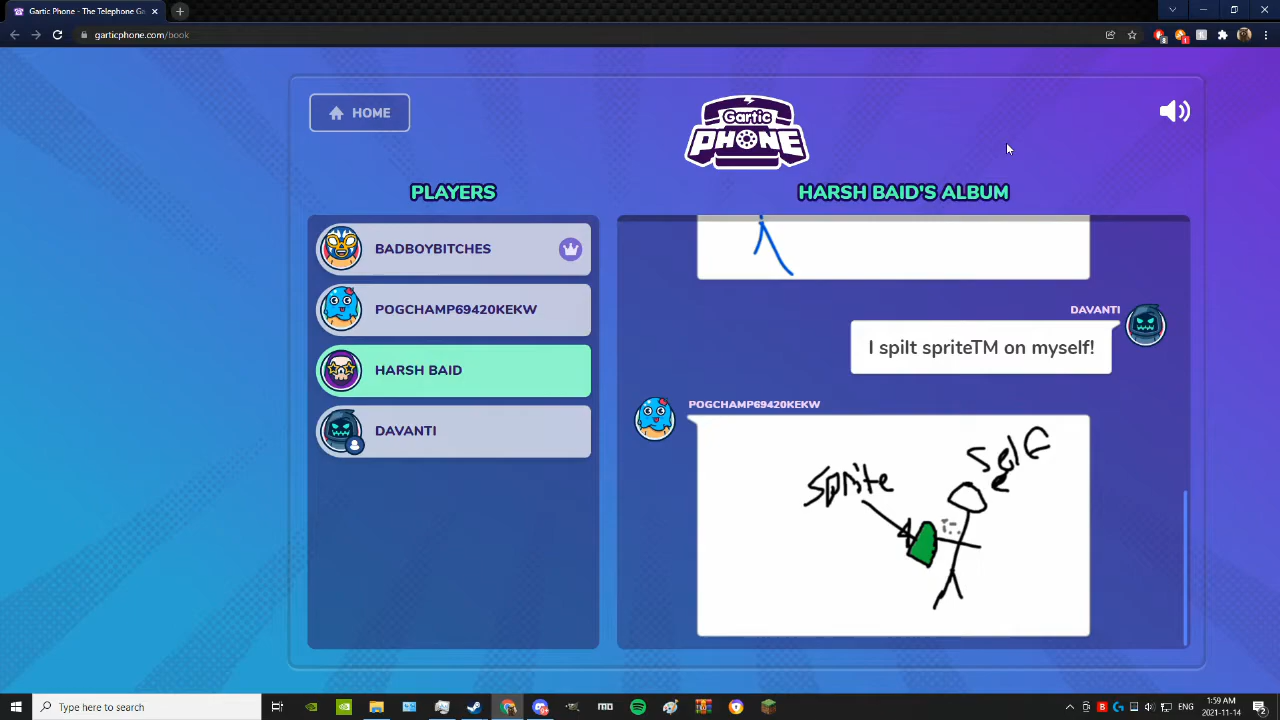 Gartic Phone - The Telephone Ga
garticphone.com/book
HOME
Gartic
PHONE
PLAYERS
HARSH BAID'S ALBUM
BADBOYBITCHES
POGCHAMP69420KEKW
HARSH BAID
DAVANTI
DAVANTI
I spilt spriteTM on myself!
POGCHAMP69420KEKW
Sprite
Self
Type here to search
ENG
1:59 AM
2021-11-14